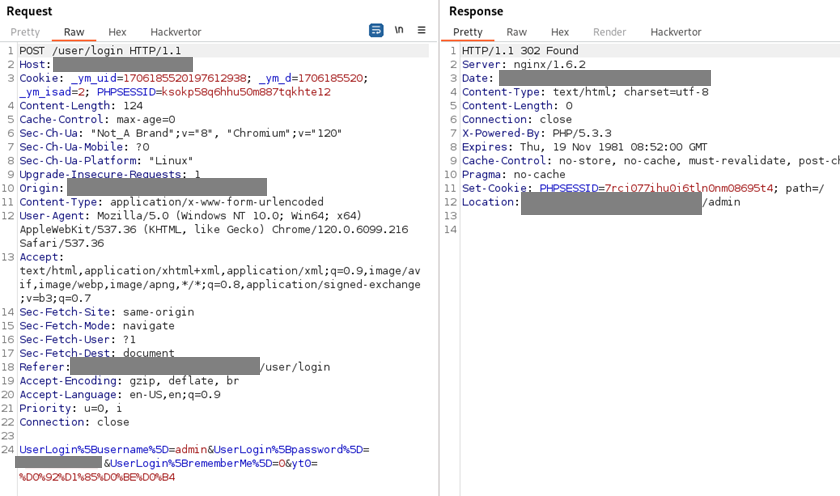 Request
Pretty Raw Hex Hackvertor
\n
1 POST /user/login HTTP/1.1
2 Host:
3 Cookie: _ym_uid=1706185520197612938; _ym_d=1706185520;
_ym_isad=2; PHPSESSID=ksokp58q6hhu50m887tqkhte12
4 Content-Length: 124
5 Cache-Control: max-age=0
6 Sec-Ch-Ua: "Not_A Brand";v="8", "Chromium";v="120"
7 Sec-Ch-Ua-Mobile: ?0
8 Sec-Ch-Ua-Platform: "Linux"
9 Upgrade-Insecure-Requests: 1
10 Origin:
11 Content-Type: application/x-www-form-urlencoded
12 User-Agent: Mozilla/5.0 (Windows NT 10.0; Win64; x64)
AppleWebKit/537.36 (KHTML, like Gecko) Chrome/120.0.6099.216
Safari/537.36
13 Accept:
text/html,application/xhtml+xml,application/xml;q=0.9,image/av
if,image/webp,image/apng,*/*;q=0.8,application/signed-exchange
;v=b3;q=0.7
14 Sec-Fetch-Site: same-origin
15 Sec-Fetch-Mode: navigate
16 Sec-Fetch-User: ?1
17 Sec-Fetch-Dest: document
18 Referer: /user/login
19 Accept-Encoding: gzip, deflate, br
20 Accept-Language: en-US,en;q=0.9
21 Priority: u=0, i
22 Connection: close
23
24 UserLogin%5Busername%5D=admin&UserLogin%5Bpassword%5D=
&UserLogin%5BrememberMe%5D=0&yt0=
%D0%92%D1%85%D0%BE%D0%B4
Response
Pretty Raw Hex Render Hackvertor
1 HTTP/1.1 302 Found
2 Server: nginx/1.6.2
3 Date:
4 Content-Type: text/html; charset=utf-8
5 Content-Length: 0
6 Connection: close
7 X-Powered-By: PHP/5.3.3
8 Expires: Thu, 19 Nov 1981 08:52:00 GMT
9 Cache-Control: no-store, no-cache, must-revalidate, post-ch
10 Pragma: no-cache
11 Set-Cookie: PHPSESSID=7rcj077ihu0j6tln0nm08695t4; path=/
12 Location: /admin
13
14